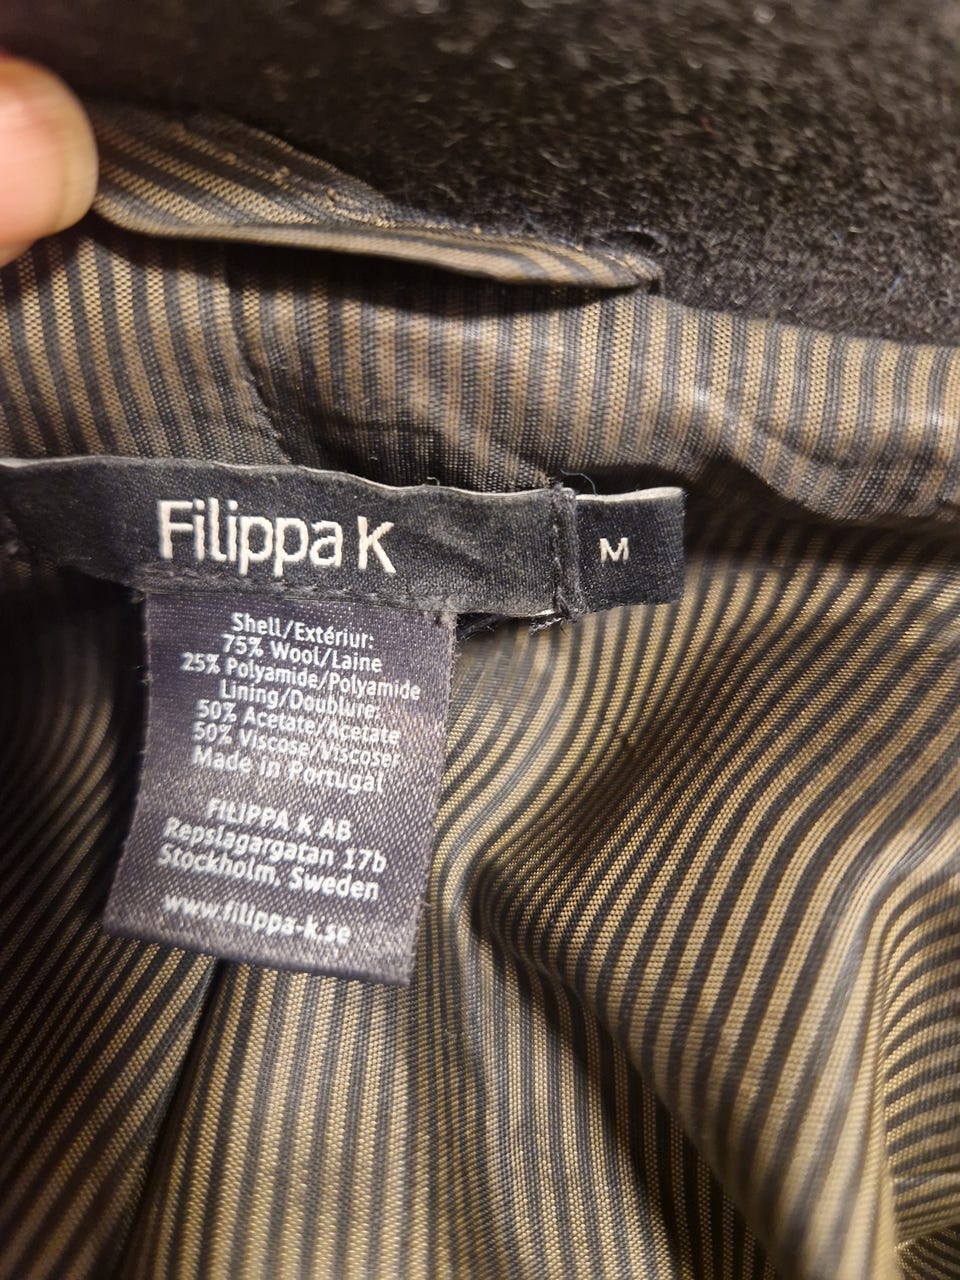 Filippa K
M
Shell/Extériur:
75% Wool/Laine
25% Polyamide/Polyamide
Lining/Doublure:
50% Acetate/Acetate
50% Viscose/Viscoser
Made in Portugal
FILIPPA K AB
Repslagargatan 17b
Stockholm, Sweden
www.filippa-k.se